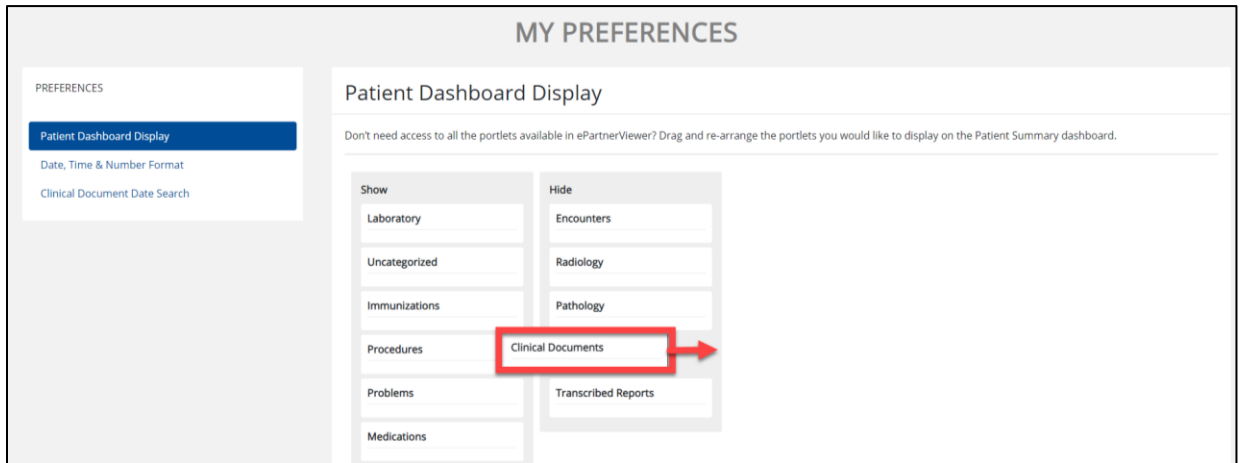 MY PREFERENCES
PREFERENCES
Patient Dashboard Display
Date, Time & Number Format
Clinical Document Date Search
Patient Dashboard Display
Don't need access to all the portlets available in ePartnerViewer? Drag and re-arrange the portlets you would like to display on the Patient Summary dashboard.
Show
Laboratory
Uncategorized
Immunizations
Procedures
Problems
Medications
Hide
Encounters
Radiology
Pathology
Clinical Documents
Transcribed Reports